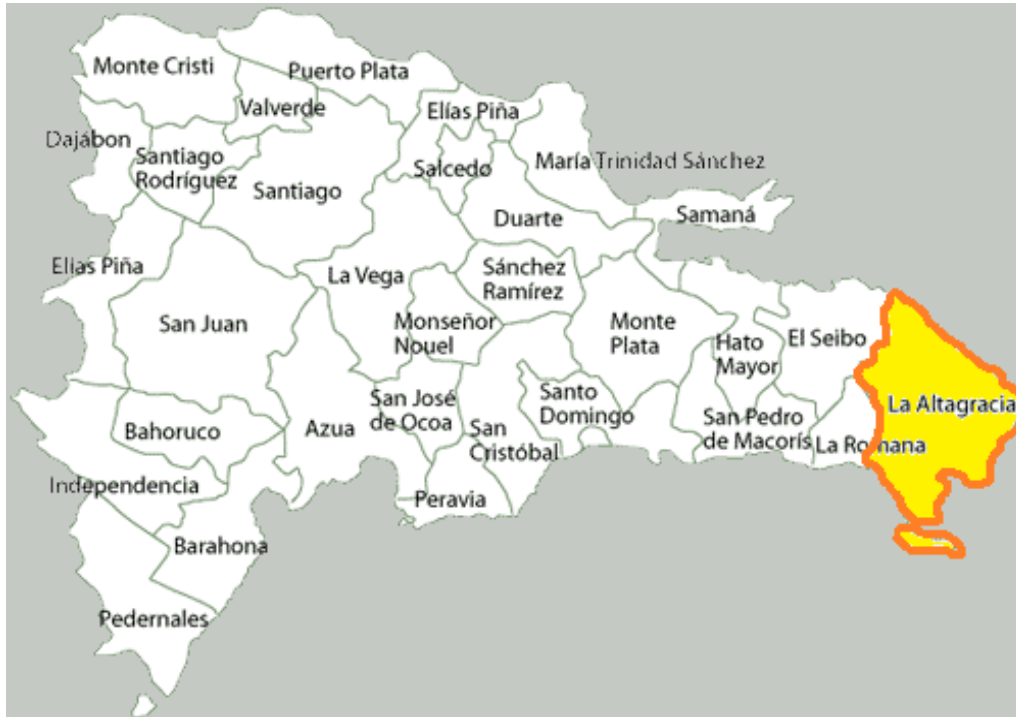 Monte Cristi
Puerto Plata
Valverde
Elías Piña
Dajábon
Santiago
Rodríguez
Salcedo
María Trinidad Sánchez
Santiago
Duarte
Samaná
Elías Piña
La Vega
Sánchez
Ramírez
San Juan
Monseñor
Nouel
Monte
Plata
Hato
Mayor
El Seibo
La Altagracia
San José
de Ocoa
Santo
Domingo
Bahoruco
Azua
San
Cristóbal
San Pedro
de Macorís
La Romana
Independencia
Peravia
Barahona
Pedernales